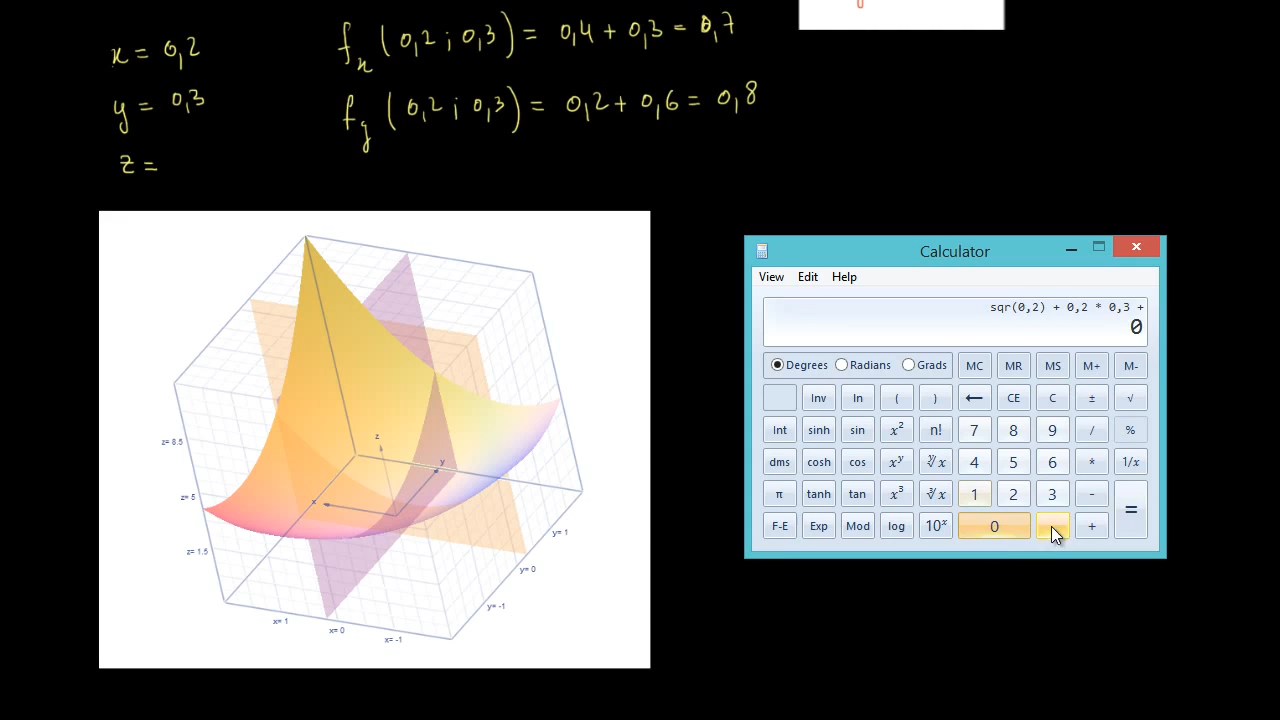 x = 0,2
fx (0,2 ; 0,3) = 0,4 + 0,3 = 0,7
y = 0,3
fy (0,2 ; 0,3) = 0,2 + 0,6 = 0,8
z =
z= 8.5
z= 5
z= 1.5
z
y
x
x= 1
x= 0
x= -1
y= 1
y= 0
y= -1
Calculator
View Edit Help
sqr(0,2) + 0,2 * 0,3 +
0
Degrees Radians Grads MC MR MS M+ M-
Inv ln ( ) ← CE C ± √
Int sinh sin x² n! 7 8 9 / %
dms cosh cos xʸ ʸ√x 4 5 6 * 1/x
π tanh tan x³ ³√x 1 2 3 - =
F-E Exp Mod log 10ˣ 0 +